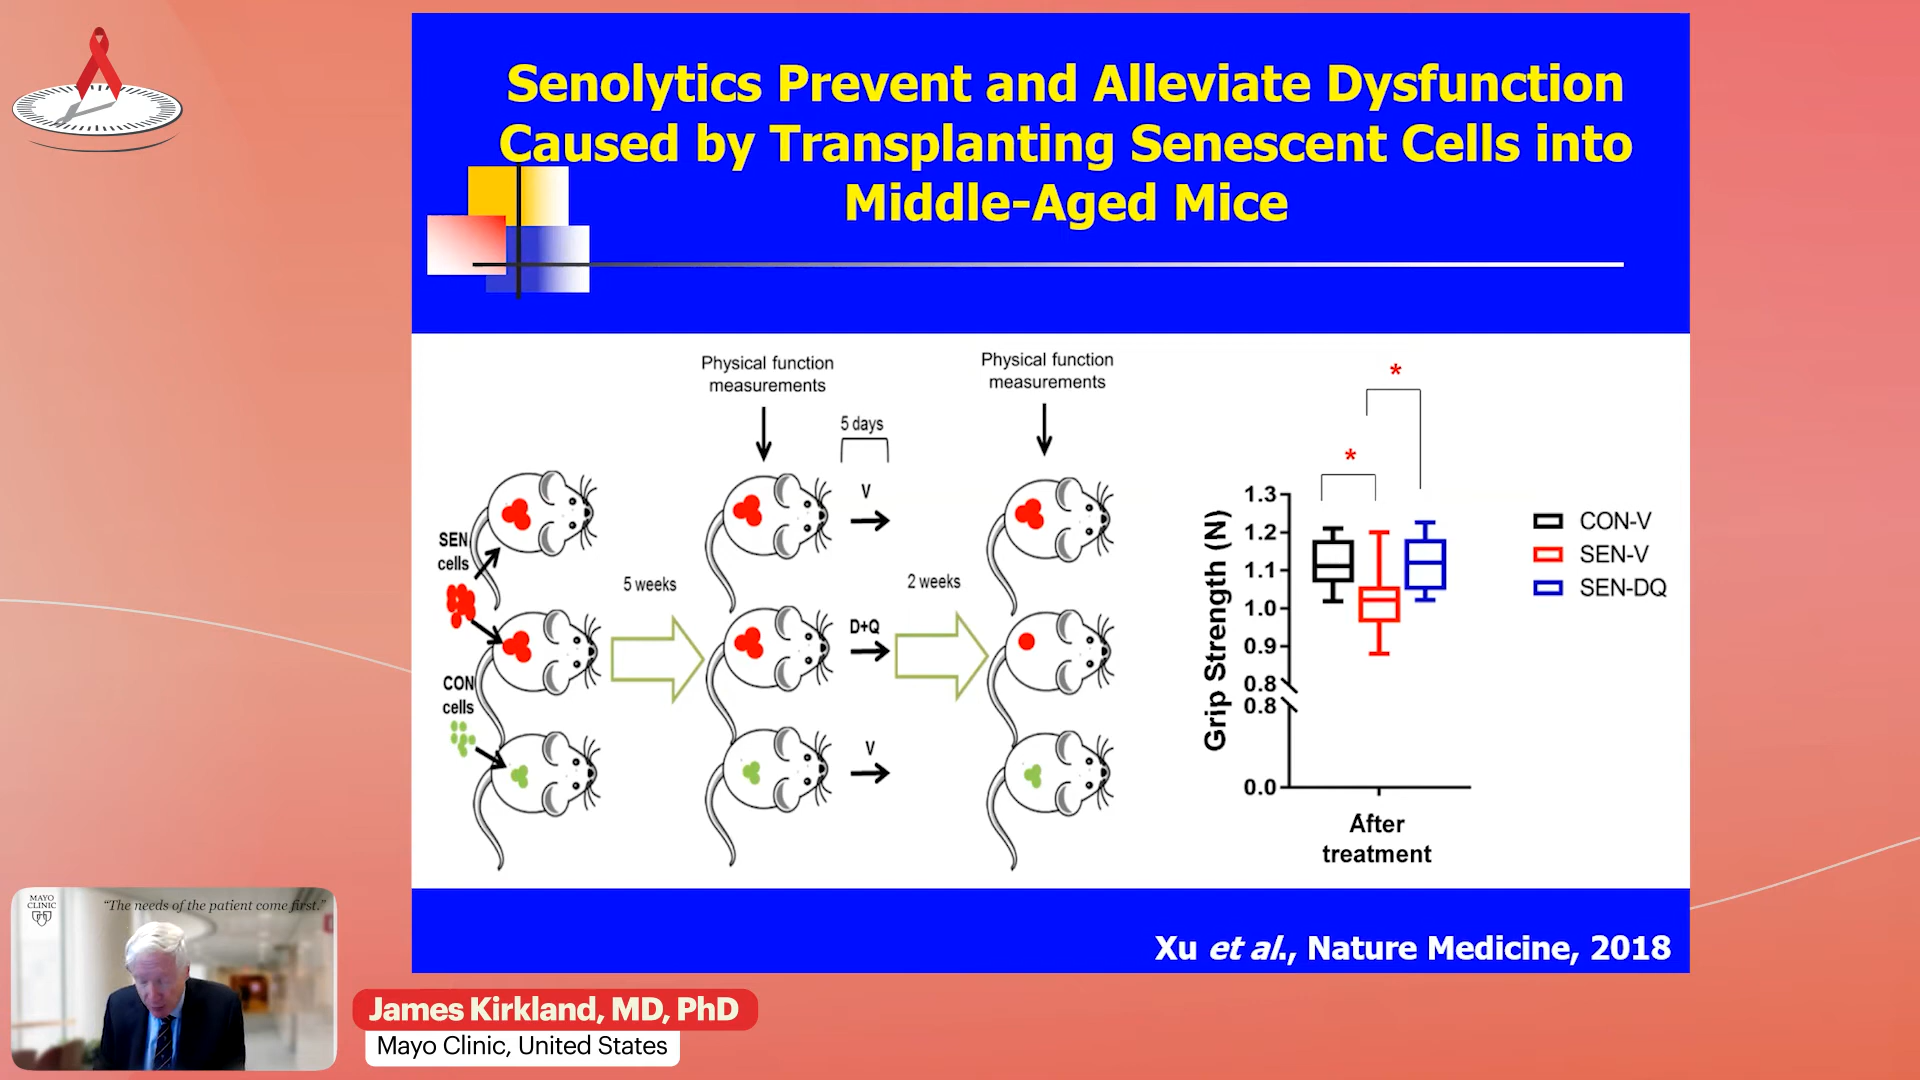 Senolytics Prevent and Alleviate Dysfunction
Caused by Transplanting Senescent Cells into
Middle-Aged Mice
Physical function
measurements
Physical function
measurements
5 days
V
SEN
cells
5 weeks
2 weeks
D+Q
CON
cells
V
*
*
Grip Strength (N)
1.3
1.2
1.1
1.0
0.9
0.8
0.8
0.0
After
treatment
CON-V
SEN-V
SEN-DQ
Xu et al., Nature Medicine, 2018
MAYO
CLINIC
"The needs of the patient come first."
James Kirkland, MD, PhD
Mayo Clinic, United States